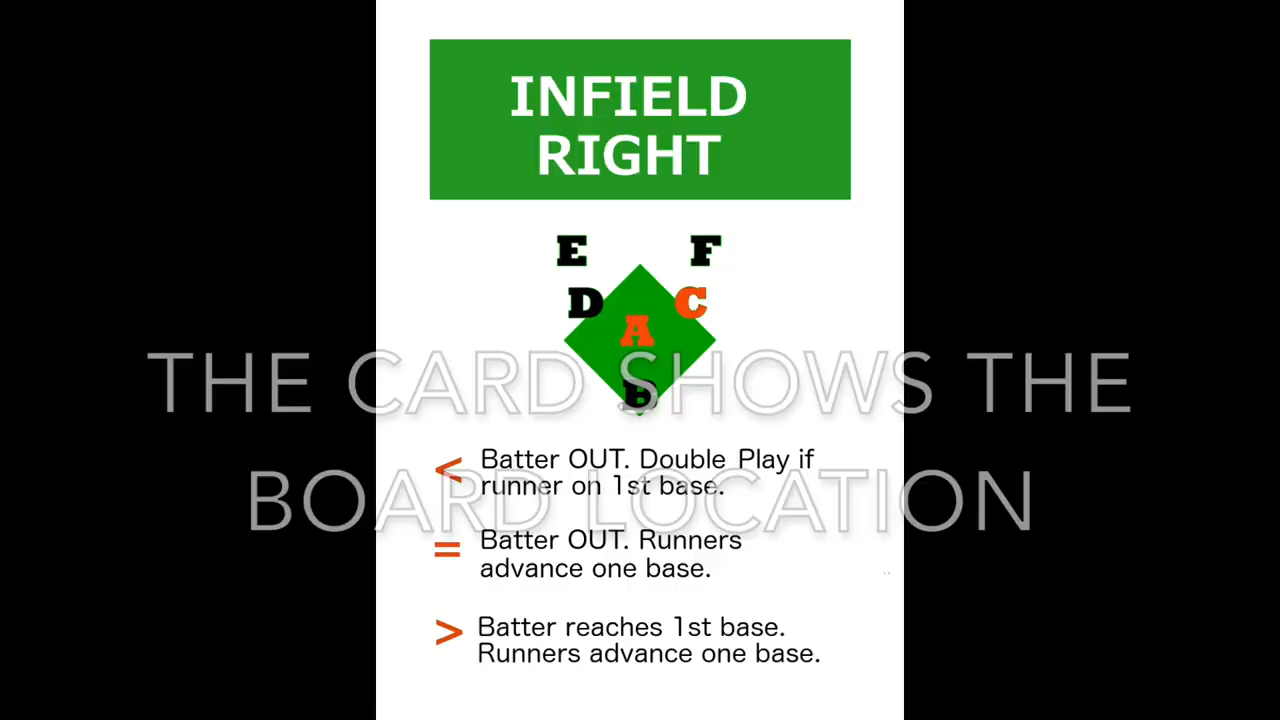 INFIELD
RIGHT
E F
D C
A
THE CARD SHOWS THE
B
< Batter OUT. Double Play if
runner on 1st base.
BOARD LOCATION
= Batter OUT. Runners
advance one base.
> Batter reaches 1st base.
Runners advance one base.